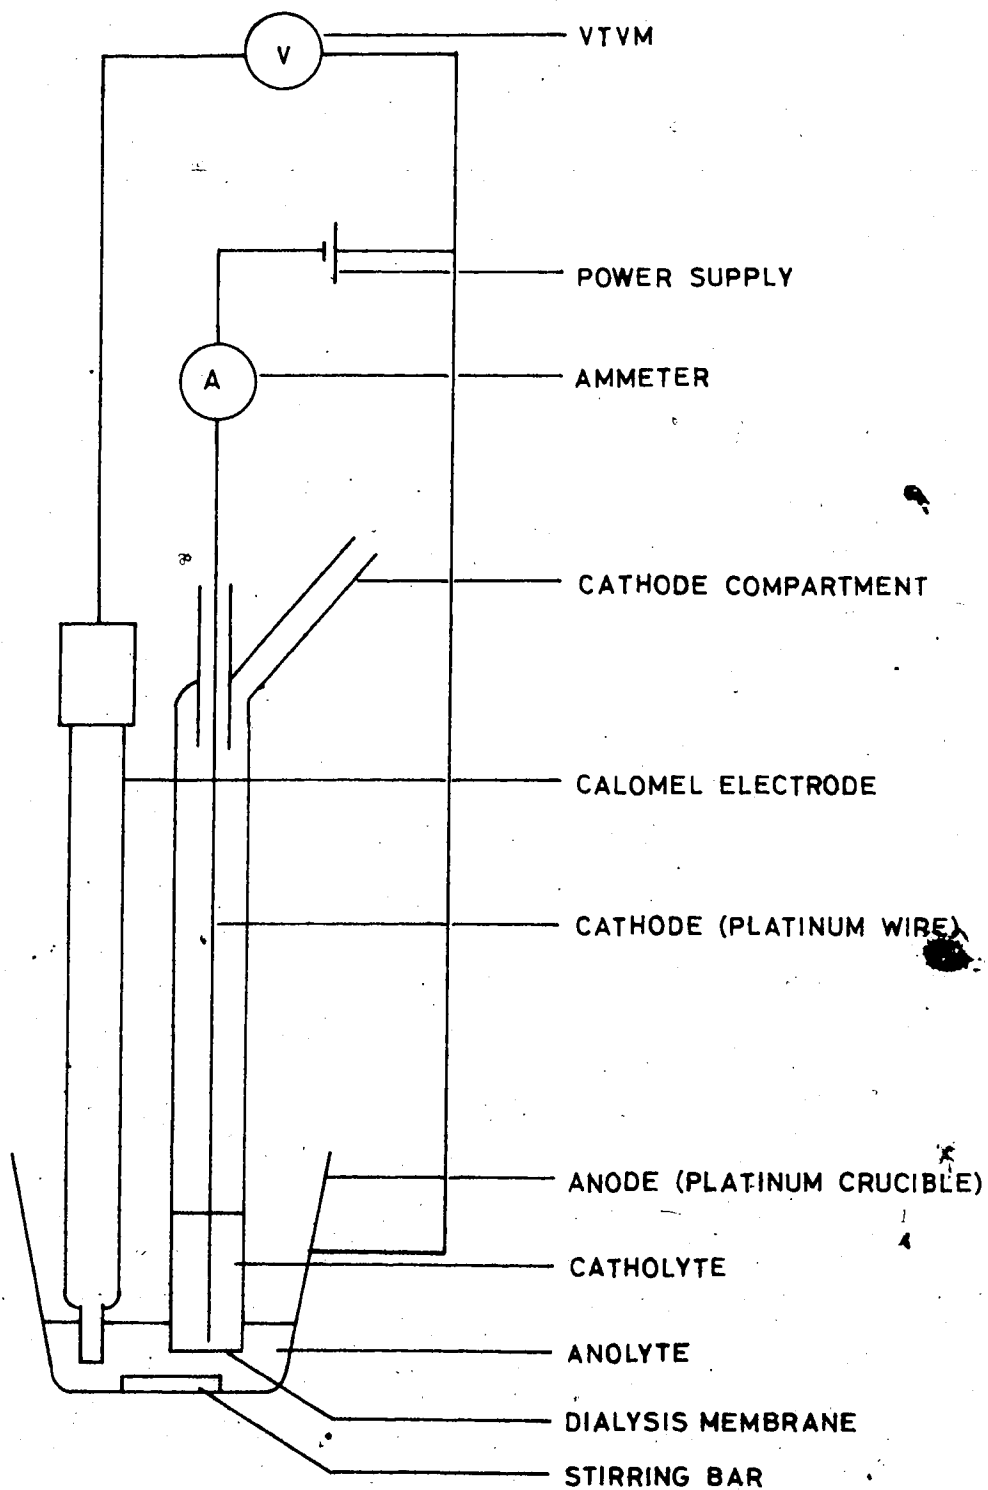 VTVM
V
POWER SUPPLY
AMMETER
A
CATHODE COMPARTMENT
CALOMEL ELECTRODE
CATHODE (PLATINUM WIRE)
ANODE (PLATINUM CRUCIBLE)
CATHOLYTE
ANOLYTE
DIALYSIS MEMBRANE
STIRRING BAR